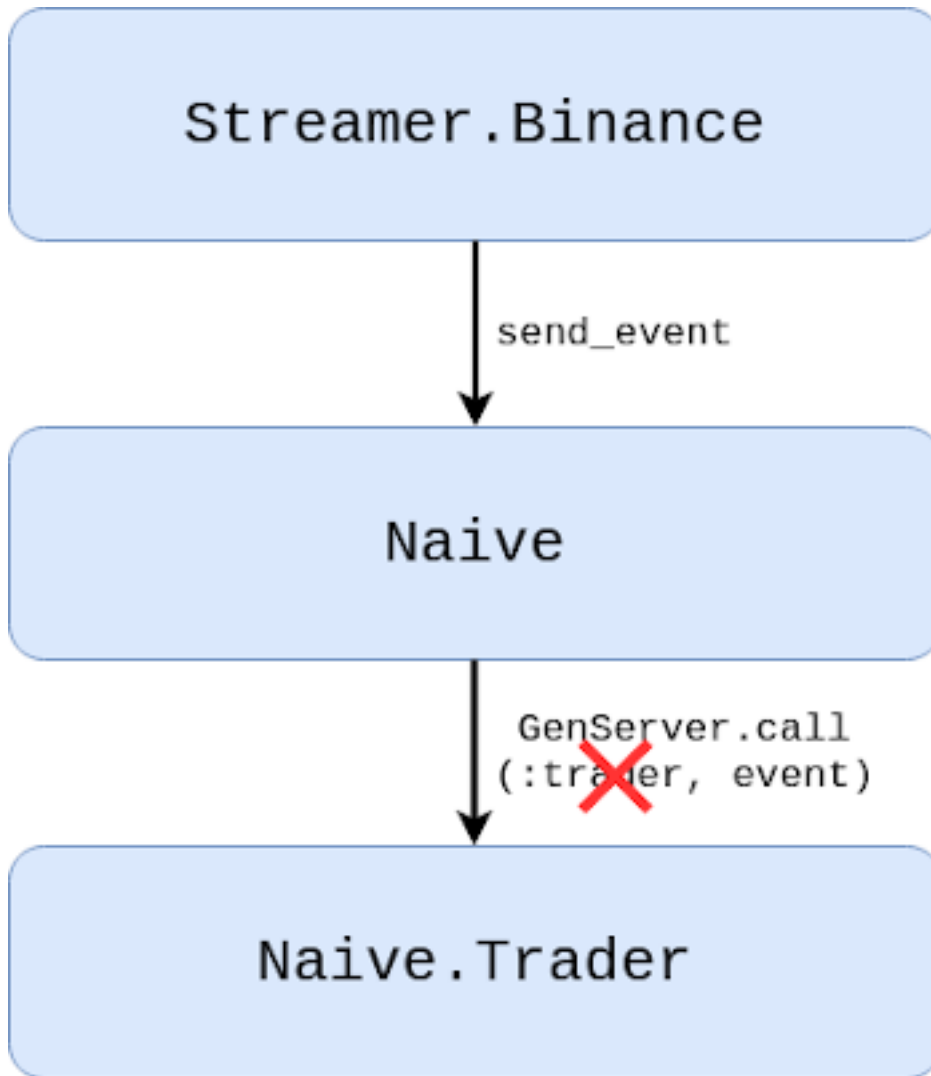 Streamer.Binance
send_event
Naive
GenServer.call
(:trader, event)
Naive.Trader